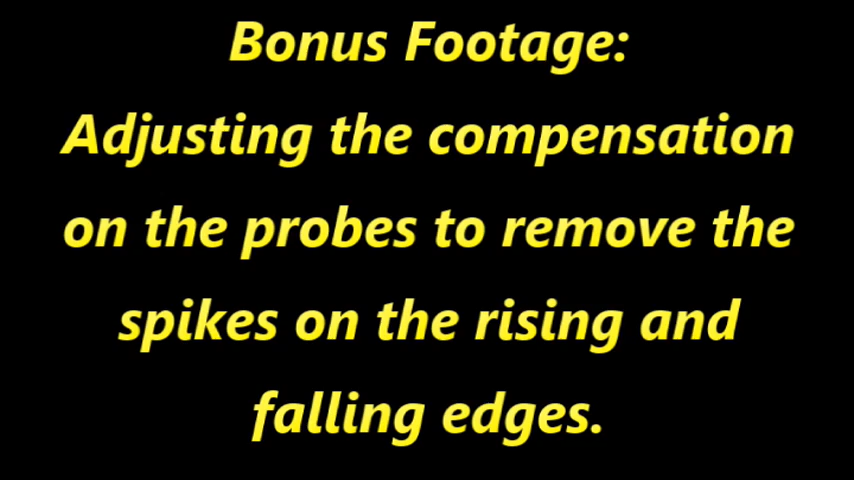 Bonus Footage:
Adjusting the compensation
on the probes to remove the
spikes on the rising and
falling edges.